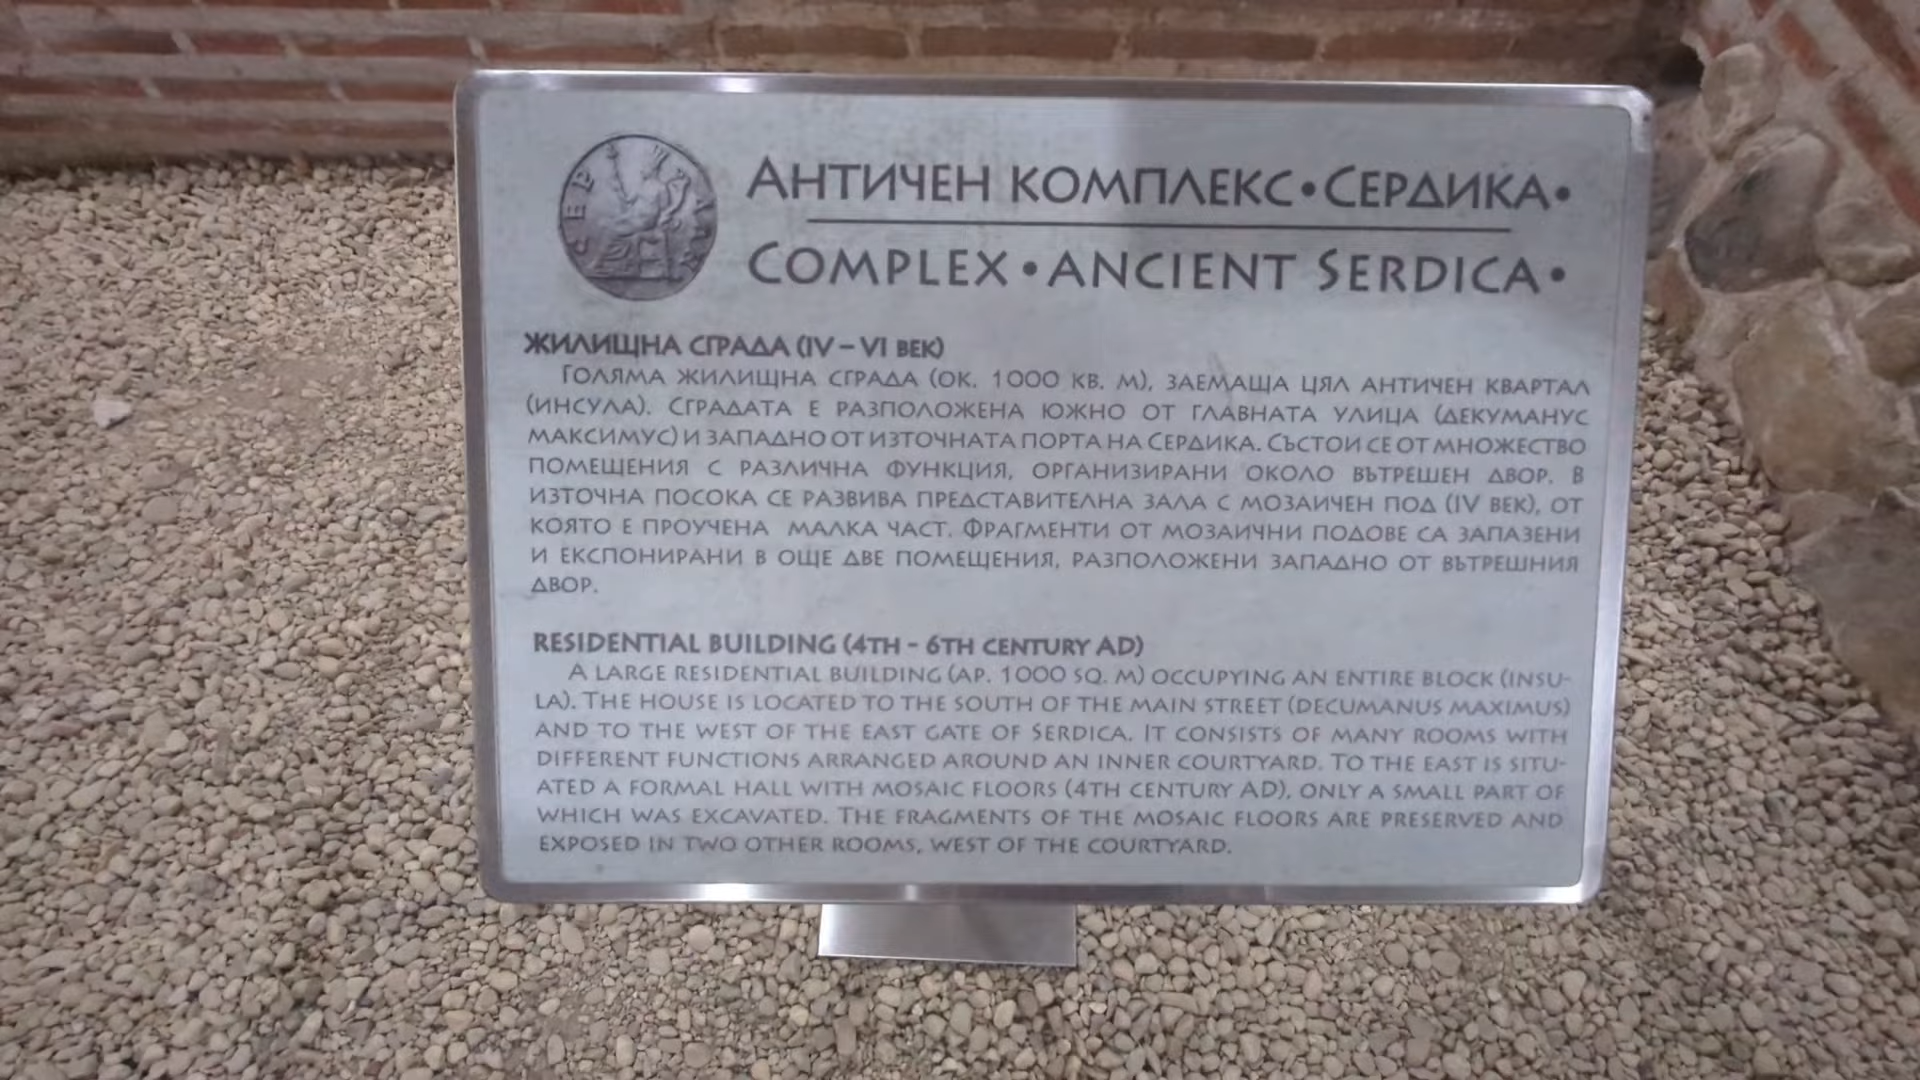 АНТИЧЕН КОМПЛЕКС•СЕРДИКА•
COMPLEX•ANCIENT SERDICA•
ЖИЛИЩНА СГРАДА (IV – VI ВЕК)
ГОЛЯМА ЖИЛИЩНА СГРАДА (ОК. 1000 КВ. М), ЗАЕМАЩА ЦЯЛ АНТИЧЕН КВАРТАЛ
(ИНСУЛА). СГРАДАТА Е РАЗПОЛОЖЕНА ЮЖНО ОТ ГЛАВНАТА УЛИЦА (ДЕКУМАНУС
МАКСИМУС) И ЗАПАДНО ОТ ИЗТОЧНАТА ПОРТА НА СЕРДИКА. СЪСТОИ СЕ ОТ МНОЖЕСТВО
ПОМЕЩЕНИЯ С РАЗЛИЧНА ФУНКЦИЯ, ОРГАНИЗИРАНИ ОКОЛО ВЪТРЕШЕН ДВОР. В
ИЗТОЧНА ПОСОКА СЕ РАЗВИВА ПРЕДСТАВИТЕЛНА ЗАЛА С МОЗАИЧЕН ПОД (IV ВЕК), ОТ
КОЯТО Е ПРОУЧЕНА МАЛКА ЧАСТ. ФРАГМЕНТИ ОТ МОЗАИЧНИ ПОДОВЕ СА ЗАПАЗЕНИ
И ЕКСПОНИРАНИ В ОЩЕ ДВЕ ПОМЕЩЕНИЯ, РАЗПОЛОЖЕНИ ЗАПАДНО ОТ ВЪТРЕШНИЯ
ДВОР.
RESIDENTIAL BUILDING (4TH - 6TH CENTURY AD)
A LARGE RESIDENTIAL BUILDING (AP. 1000 SQ. M) OCCUPYING AN ENTIRE BLOCK (INSU-
LA). THE HOUSE IS LOCATED TO THE SOUTH OF THE MAIN STREET (DECUMANUS MAXIMUS)
AND TO THE WEST OF THE EAST GATE OF SERDICA. IT CONSISTS OF MANY ROOMS WITH
DIFFERENT FUNCTIONS ARRANGED AROUND AN INNER COURTYARD. TO THE EAST IS SITU-
ATED A FORMAL HALL WITH MOSAIC FLOORS (4TH CENTURY AD), ONLY A SMALL PART OF
WHICH WAS EXCAVATED. THE FRAGMENTS OF THE MOSAIC FLOORS ARE PRESERVED AND
EXPOSED IN TWO OTHER ROOMS, WEST OF THE COURTYARD.